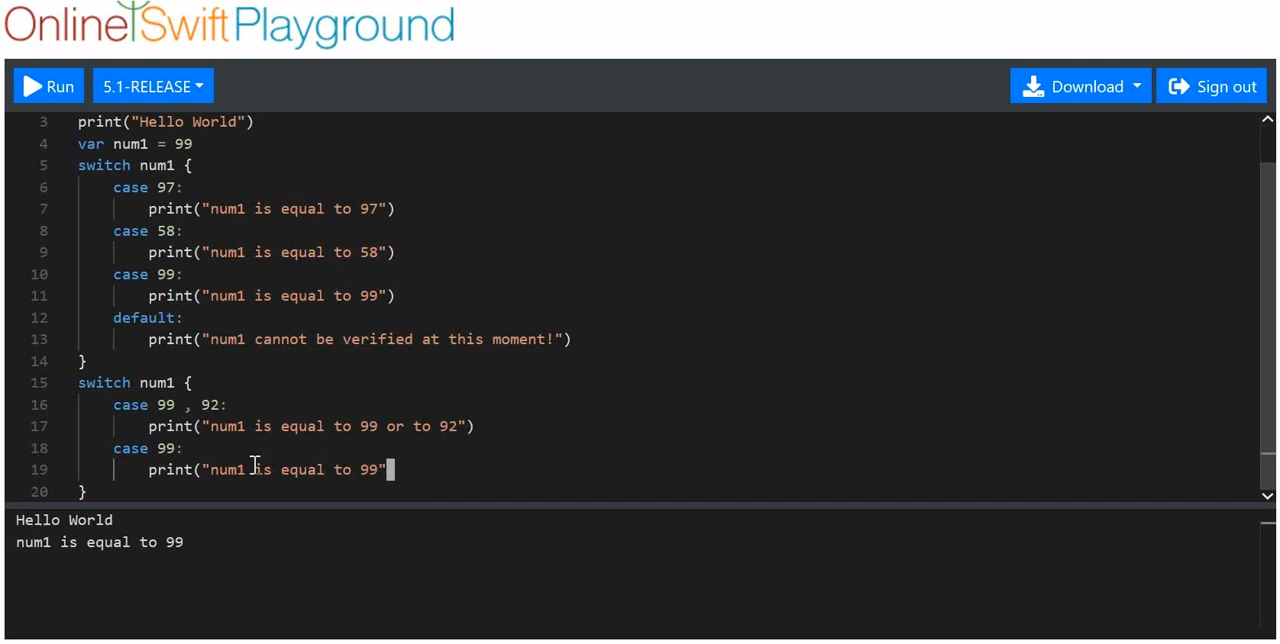 OnlineSwiftPlayground
Run
5.1-RELEASE
Download
Sign out
3 print("Hello World")
4 var num1 = 99
5 switch num1 {
6 case 97:
7 print("num1 is equal to 97")
8 case 58:
9 print("num1 is equal to 58")
10 case 99:
11 print("num1 is equal to 99")
12 default:
13 print("num1 cannot be verified at this moment!")
14 }
15 switch num1 {
16 case 99 , 92:
17 print("num1 is equal to 99 or to 92")
18 case 99:
19 print("num1 is equal to 99"
20 }
Hello World
num1 is equal to 99